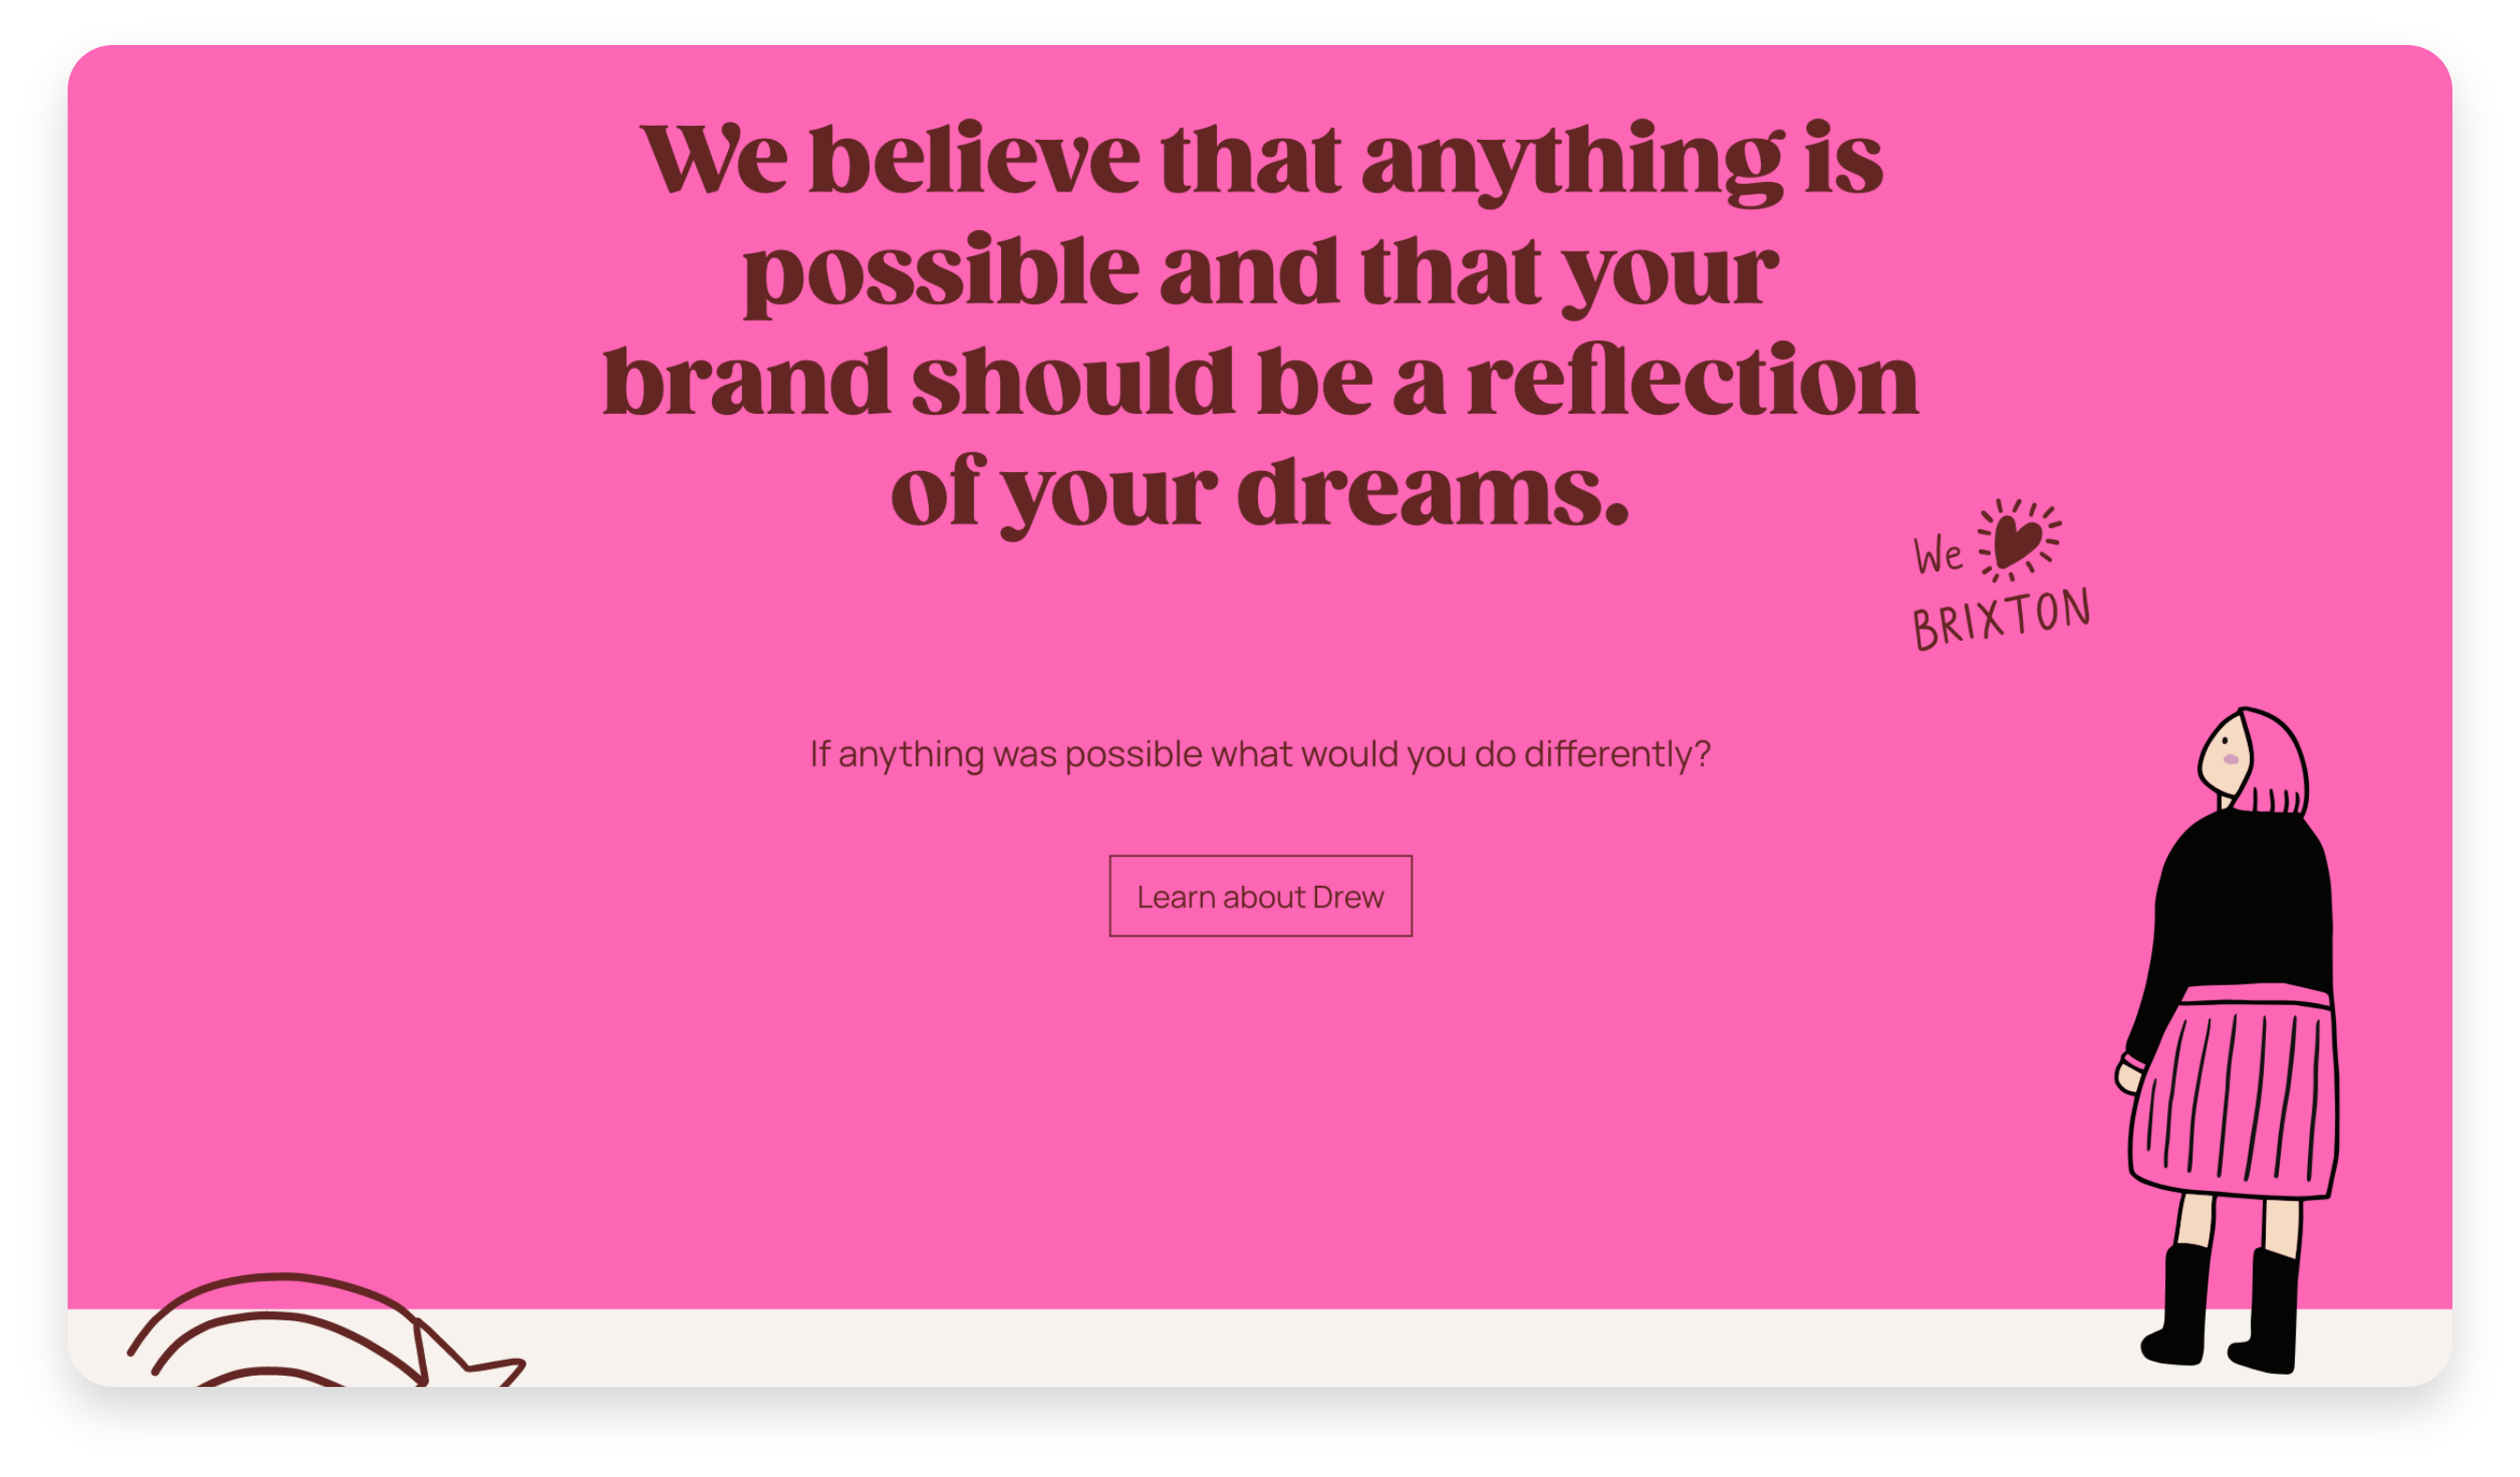 We believe that anything is
possible and that your
brand should be a reflection
of your dreams.
We
BRIXTON
If anything was possible what would you do differently?
Learn about Drew